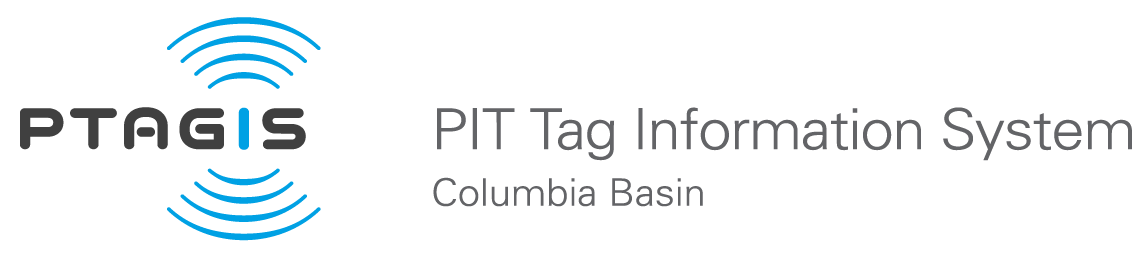 PTAGIS
PIT Tag Information System
Columbia Basin